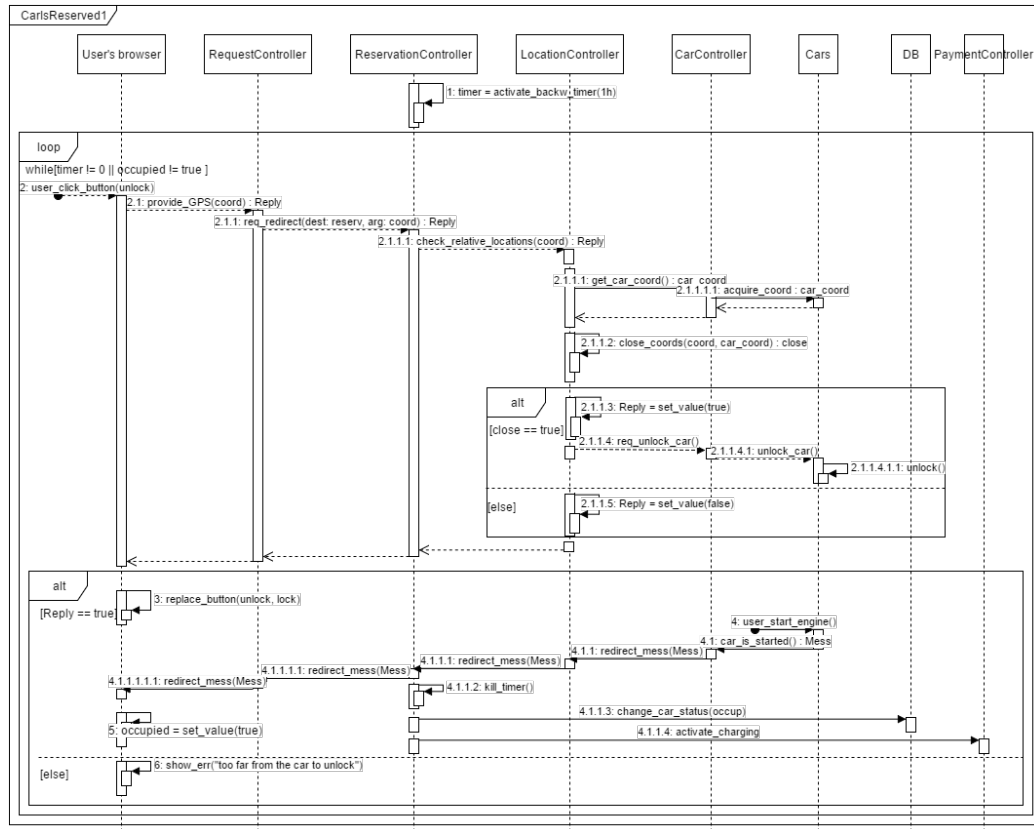 CarIsReserved1
User's browser
RequestController
ReservationController
LocationController
CarController
Cars
DB
PaymentController
1: timer = activate_backw_timer(1h)
loop
while[timer != 0 || occupied != true ]
2: user_click_button(unlock)
2.1: provide_GPS(coord) : Reply
2.1.1: req_redirect(dest: reserv, arg: coord) : Reply
2.1.1.1: check_relative_locations(coord) : Reply
2.1.1.1: get_car_coord() : car_coord
2.1.1.1.1: acquire_coord : car_coord
2.1.1.2: close_coords(coord, car_coord) : close
alt
2.1.1.3: Reply = set_value(true)
[close == true]
2.1.1.4: req_unlock_car()
2.1.1.4.1: unlock_car()
2.1.1.4.1.1: unlock()
[else]
2.1.1.5: Reply = set_value(false)
alt
[Reply == true]
3: replace_button(unlock, lock)
4: user_start_engine()
4.1: car_is_started() : Mess
4.1.1: redirect_mess(Mess)
4.1.1.1: redirect_mess(Mess)
4.1.1.1.1: redirect_mess(Mess)
4.1.1.1.1.1: redirect_mess(Mess)
4.1.1.2: kill_timer()
4.1.1.3: change_car_status(occup)
5: occupied = set_value(true)
4.1.1.4: activate_charging
[else]
6: show_err("too far from the car to unlock")